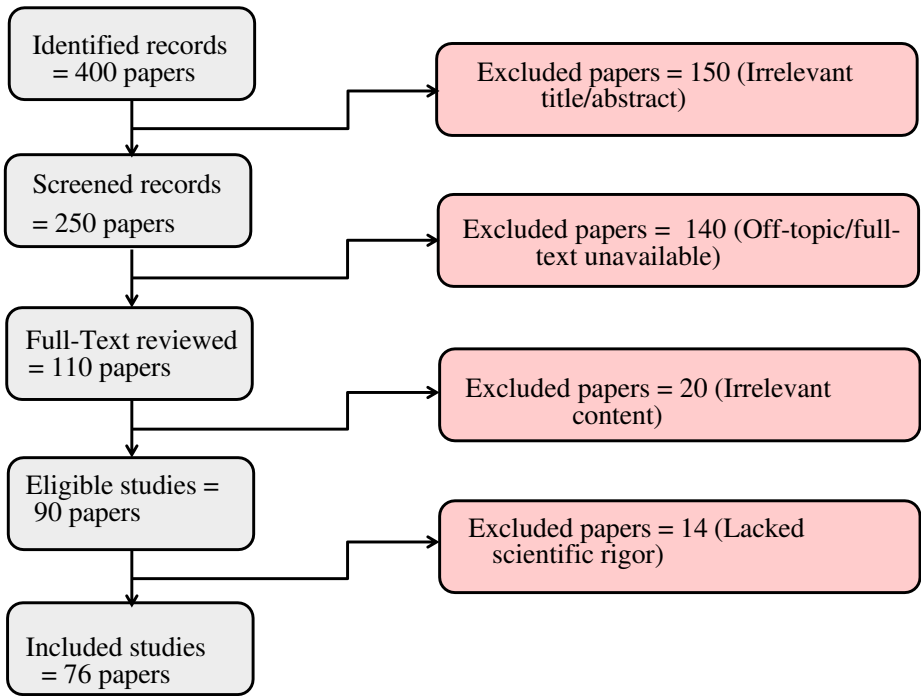 Identified records
= 400 papers
Excluded papers = 150 (Irrelevant
title/abstract)
Screened records
= 250 papers
Excluded papers = 140 (Off-topic/full-
text unavailable)
Full-Text reviewed
= 110 papers
Excluded papers = 20 (Irrelevant
content)
Eligible studies =
90 papers
Excluded papers = 14 (Lacked
scientific rigor)
Included studies
= 76 papers